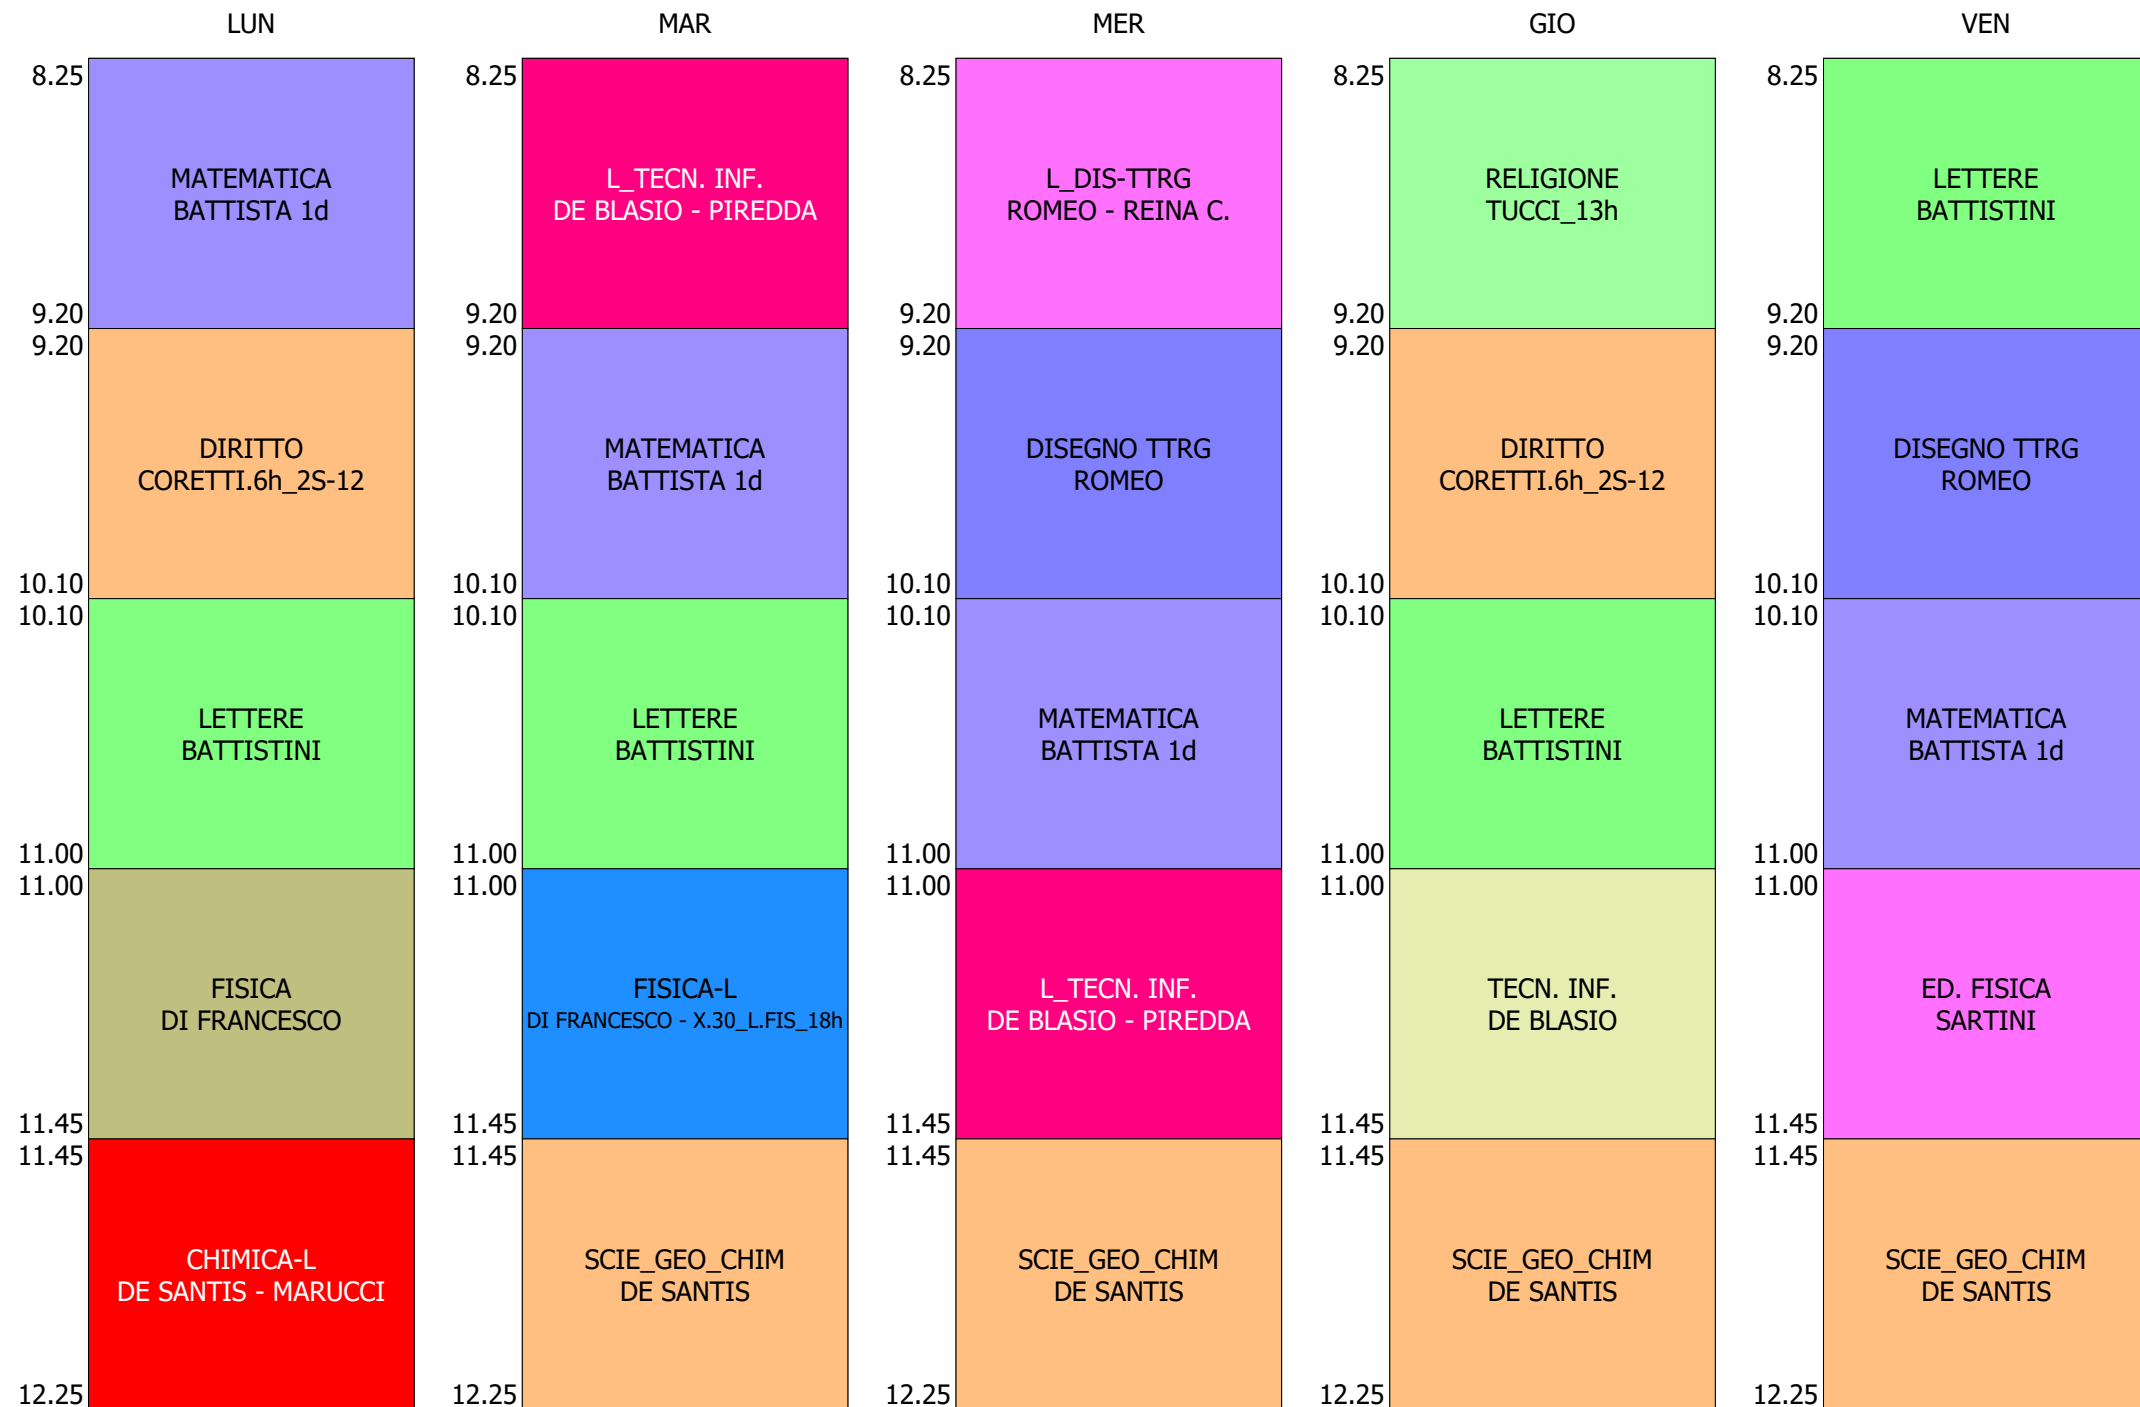 LUN
MAR
MER
GIO
VEN
8.25
MATEMATICA
BATTISTA 1d
9.20
8.25
L_TECN. INF.
DE BLASIO - PIREDDA
9.20
8.25
L_DIS-TTRG
ROMEO - REINA C.
9.20
8.25
RELIGIONE
TUCCI_13h
9.20
8.25
LETTERE
BATTISTINI
9.20
9.20
DIRITTO
CORETTI.6h_2S-12
10.10
9.20
MATEMATICA
BATTISTA 1d
10.10
9.20
DISEGNO TTRG
ROMEO
10.10
9.20
DIRITTO
CORETTI.6h_2S-12
10.10
9.20
DISEGNO TTRG
ROMEO
10.10
10.10
LETTERE
BATTISTINI
11.00
10.10
LETTERE
BATTISTINI
11.00
10.10
MATEMATICA
BATTISTA 1d
11.00
10.10
LETTERE
BATTISTINI
11.00
10.10
MATEMATICA
BATTISTA 1d
11.00
11.00
FISICA
DI FRANCESCO
11.45
11.00
FISICA-L
DI FRANCESCO - X.30_L.FIS_18h
11.45
11.00
L_TECN. INF.
DE BLASIO - PIREDDA
11.45
11.00
TECN. INF.
DE BLASIO
11.45
11.00
ED. FISICA
SARTINI
11.45
11.45
CHIMICA-L
DE SANTIS - MARUCCI
12.25
11.45
SCIE_GEO_CHIM
DE SANTIS
12.25
11.45
SCIE_GEO_CHIM
DE SANTIS
12.25
11.45
SCIE_GEO_CHIM
DE SANTIS
12.25
11.45
SCIE_GEO_CHIM
DE SANTIS
12.25